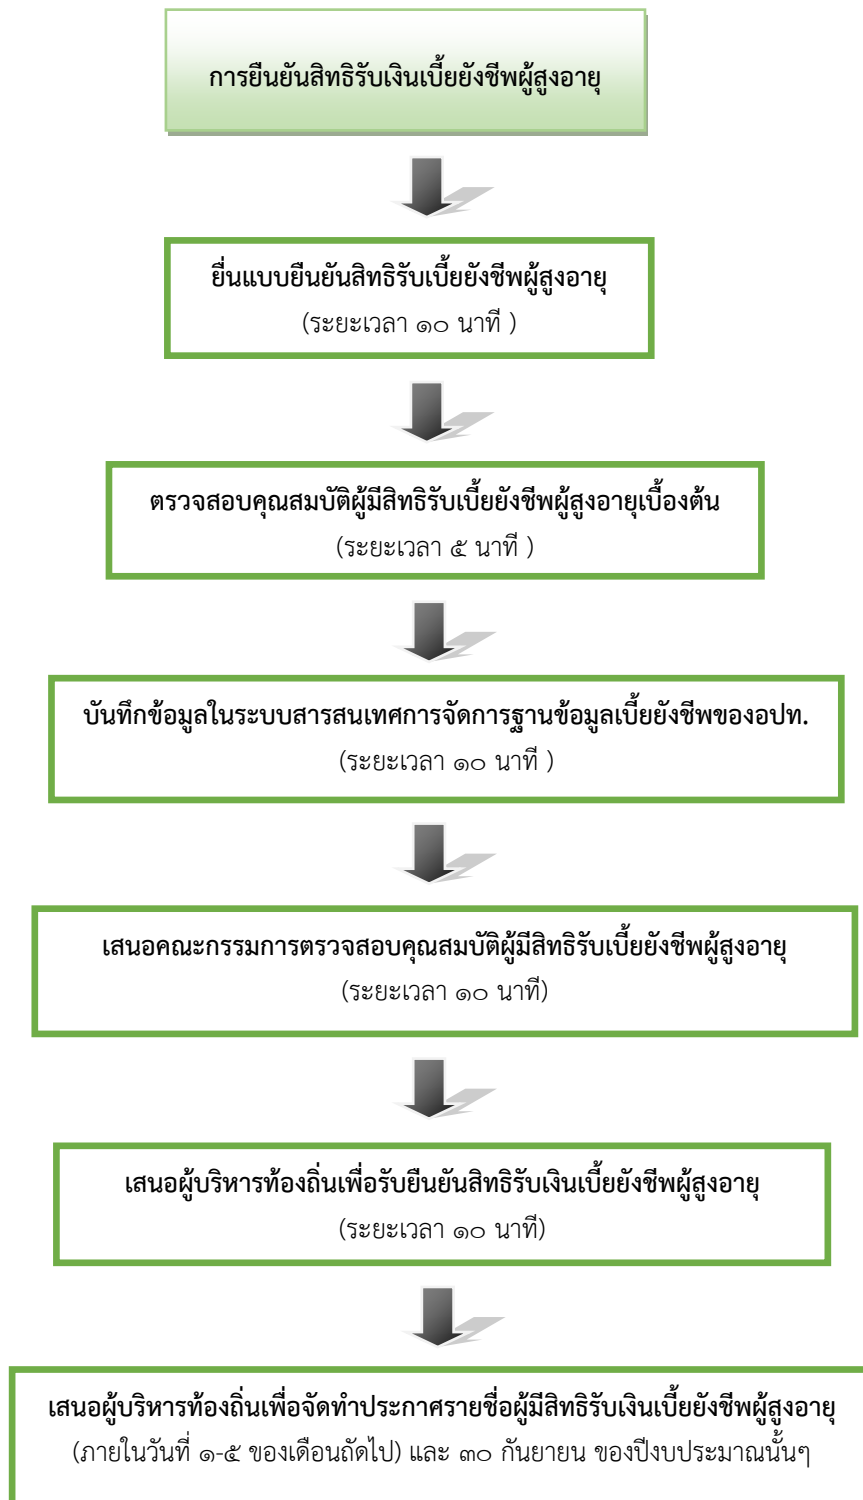 การยืนยันสิทธิรับเงินเบี้ยยังชีพผู้สูงอายุ
ยื่นแบบยืนยันสิทธิรับเบี้ยยังชีพผู้สูงอายุ
(ระยะเวลา ๑๐ นาที )
ตรวจสอบคุณสมบัติผู้มีสิทธิรับเบี้ยยังชีพผู้สูงอายุเบื้องต้น
(ระยะเวลา ๕ นาที )
บันทึกข้อมูลในระบบสารสนเทศการจัดการฐานข้อมูลเบี้ยยังชีพของอปท.
(ระยะเวลา ๑๐ นาที )
เสนอคณะกรรมการตรวจสอบคุณสมบัติผู้มีสิทธิรับเบี้ยยังชีพผู้สูงอายุ
(ระยะเวลา ๑๐ นาที)
เสนอผู้บริหารท้องถิ่นเพื่อรับยืนยันสิทธิรับเงินเบี้ยยังชีพผู้สูงอายุ
(ระยะเวลา ๑๐ นาที)
เสนอผู้บริหารท้องถิ่นเพื่อจัดทำประกาศรายชื่อผู้มีสิทธิรับเงินเบี้ยยังชีพผู้สูงอายุ
(ภายในวันที่ ๑-๕ ของเดือนถัดไป) และ ๓๐ กันยายน ของปีงบประมาณนั้นๆ